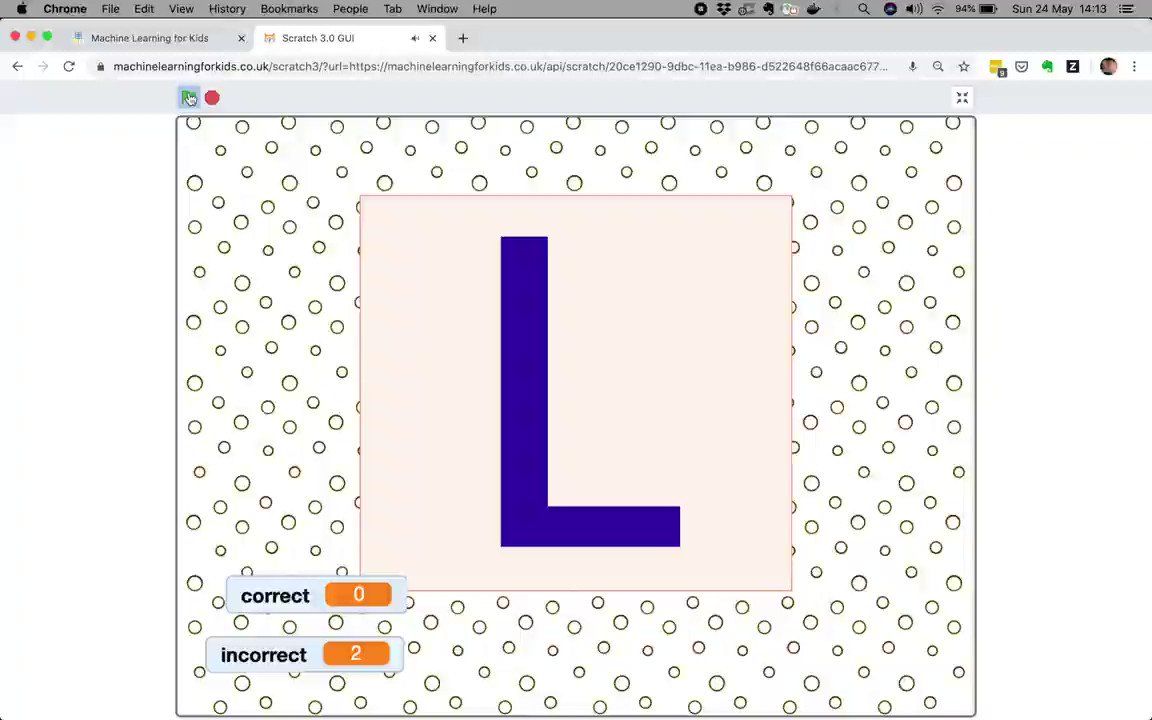 Chrome File Edit View History Bookmarks People Tab Window Help 94% Sun 24 May 14:13
Machine Learning for Kids Scratch 3.0 GUI
machinelearningforkids.co.uk/scratch3/?url=https://machinelearningforkids.co.uk/api/scratch/20ce1290-9dbc-11ea-b986-d522648f66acaac677... 9 Z
L
correct 0
incorrect 2